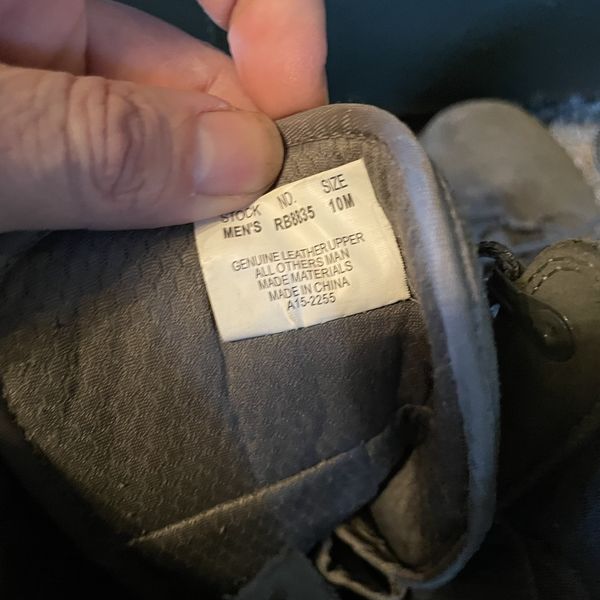 STOCK NO. SIZE
MEN'S RB8835 10M
GENUINE LEATHER UPPER
ALL OTHERS MAN
MADE MATERIALS
MADE IN CHINA
A15-2255